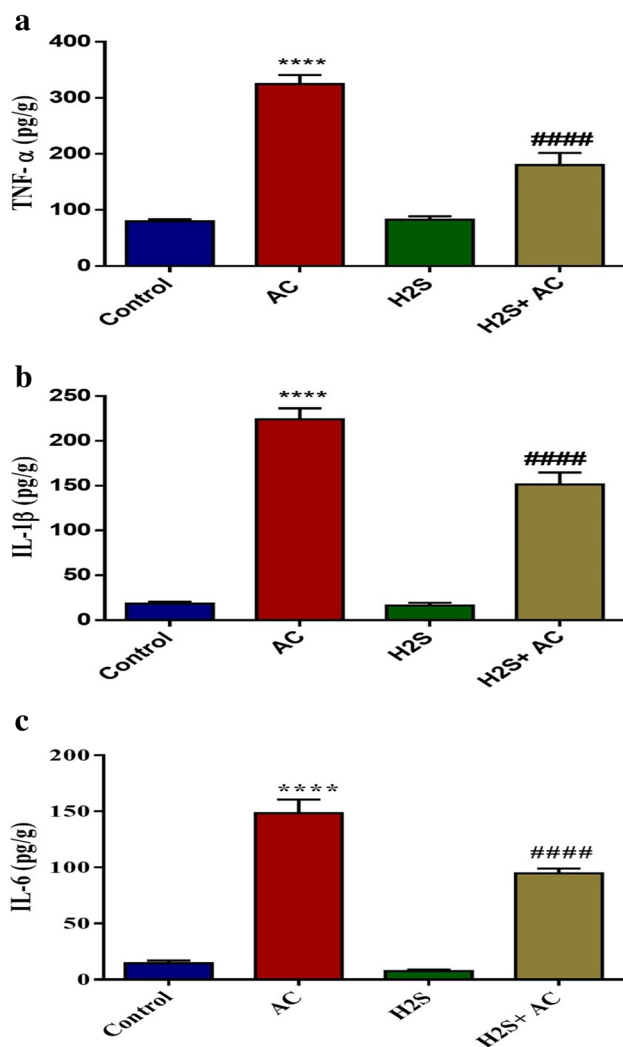 a
TNF- α (pg/g)
400
300
200
100
0
****
####
Control
AC
H2S
H2S+ AC
b
IL-1β (pg/g)
250
200
150
100
50
0
****
####
Control
AC
H2S
H2S+ AC
c
IL-6 (pg/g)
200
150
100
50
0
****
####
Control
AC
H2S
H2S+ AC